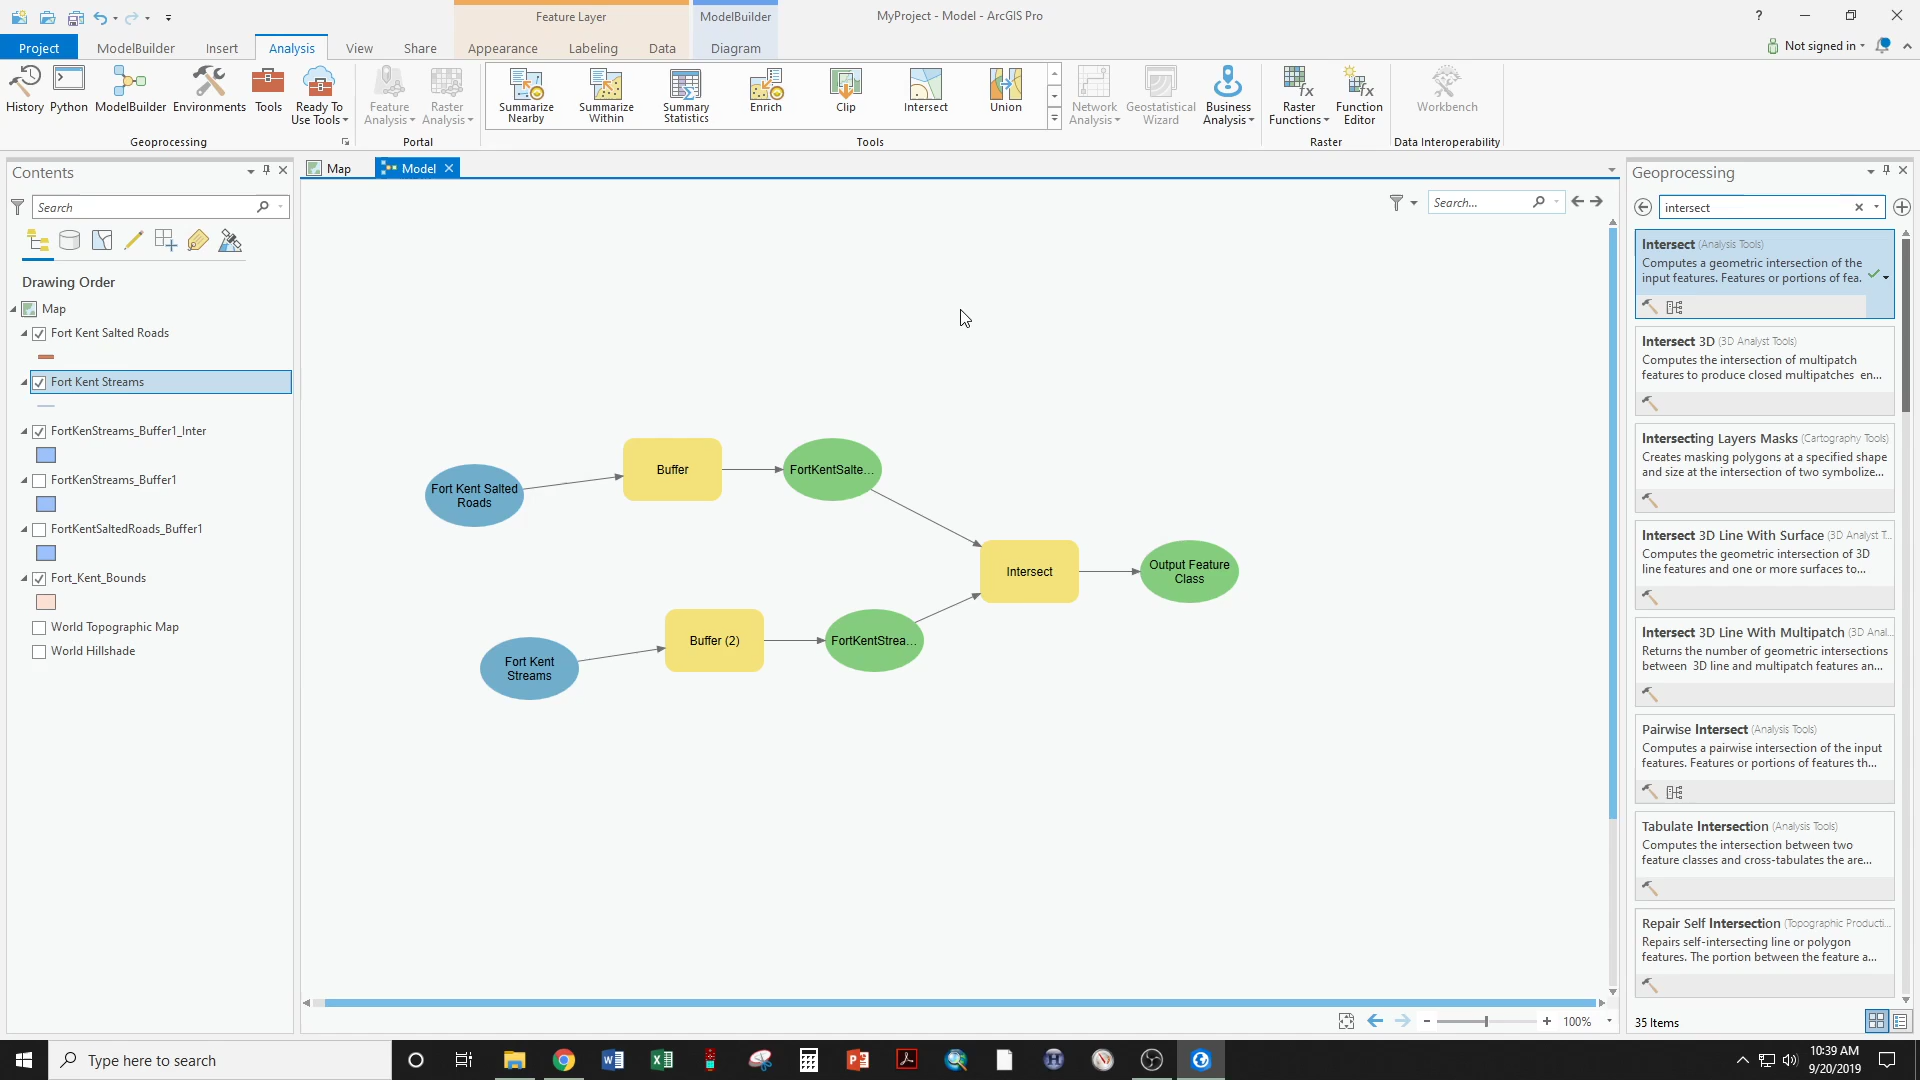 Feature Layer
ModelBuilder
MyProject - Model - ArcGIS Pro
?
Project
ModelBuilder
Insert
Analysis
View
Share
Appearance
Labeling
Data
Diagram
Not signed in
History
Python
ModelBuilder
Environments
Tools
Ready To
Use Tools
Feature
Analysis
Raster
Analysis
Summarize
Nearby
Summarize
Within
Summary
Statistics
Enrich
Clip
Intersect
Union
Network
Analysis
Geostatistical
Wizard
Business
Analysis
Raster
Functions
Function
Editor
Workbench
Geoprocessing
Portal
Tools
Raster
Data Interoperability
Contents
Search
Drawing Order
Map
Fort Kent Salted Roads
Fort Kent Streams
FortKenStreams_Buffer1_Inter
FortKenStreams_Buffer1
FortKentSaltedRoads_Buffer1
Fort_Kent_Bounds
World Topographic Map
World Hillshade
Map
Model
Search...
Fort Kent Salted
Roads
Buffer
FortKentSalte...
Fort Kent
Streams
Buffer (2)
FortKentStrea...
Intersect
Output Feature
Class
100%
Geoprocessing
intersect
Intersect (Analysis Tools)
Computes a geometric intersection of the
input features. Features or portions of fea.
Intersect 3D (3D Analyst Tools)
Computes the intersection of multipatch
features to produce closed multipatches en...
Intersecting Layers Masks (Cartography Tools)
Creates masking polygons at a specified shape
and size at the intersection of two symbolize...
Intersect 3D Line With Surface (3D Analyst T...
Computes the geometric intersection of 3D
line features and one or more surfaces to...
Intersect 3D Line With Multipatch (3D Anal...
Returns the number of geometric intersections
between 3D line and multipatch features an...
Pairwise Intersect (Analysis Tools)
Computes a pairwise intersection of the input
features. Features or portions of features th...
Tabulate Intersection (Analysis Tools)
Computes the intersection between two
feature classes and cross-tabulates the are...
Repair Self Intersection (Topographic Producti...
Repairs self-intersecting line or polygon
features. The portion between the feature a...
35 Items
Type here to search
10:39 AM
9/20/2019